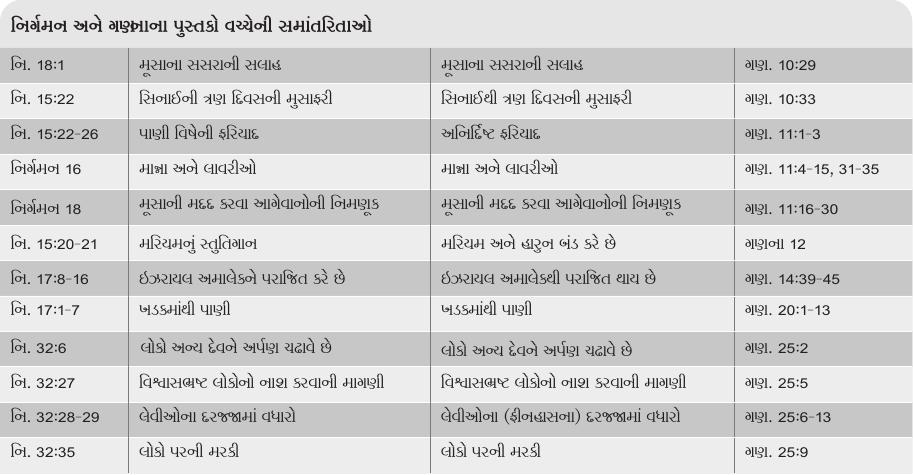 નિર્ગમન અને ગણનાના પુસ્તકો વચ્ચેની સમાંતરિતાઓ
નિ. 18:1 મૂસાના સસરાની સલાહ મૂસાના સસરાની સલાહ ગણ. 10:29
નિ. 15:22 સિનાઈની ત્રણ દિવસની મુસાફરી સિનાઈથી ત્રણ દિવસની મુસાફરી ગણ. 10:33
નિ. 15:22-26 પાણી વિષેની ફરિયાદ અનિર્દિષ્ટ ફરિયાદ ગણ. 11:1-3
નિર્ગમન 16 માન્ના અને લાવરીઓ માન્ના અને લાવરીઓ ગણ. 11:4-15, 31-35
નિર્ગમન 18 મૂસાની મદદ કરવા આગેવાનોની નિમણૂક મૂસાની મદદ કરવા આગેવાનોની નિમણૂક ગણ. 11:16-30
નિ. 15:20-21 મરિયમનું સ્તુતિગાન મરિયમ અને હારુન બંડ કરે છે ગણના 12
નિ. 17:8-16 ઇઝરાયલ અમાલેકને પરાજિત કરે છે ઇઝરાયલ અમાલેકથી પરાજિત થાય છે ગણ. 14:39-45
નિ. 17:1-7 ખડકમાંથી પાણી ખડકમાંથી પાણી ગણ. 20:1-13
નિ. 32:6 લોકો અન્ય દેવને અર્પણ ચઢાવે છે લોકો અન્ય દેવને અર્પણ ચઢાવે છે ગણ. 25:2
નિ. 32:27 વિશ્વાસભ્રષ્ટ લોકોનો નાશ કરવાની માગણી વિશ્વાસભ્રષ્ટ લોકોનો નાશ કરવાની માગણી ગણ. 25:5
નિ. 32:28-29 લેવીઓના દરજ્જામાં વધારો લેવીઓના (ફીનહાસના) દરજ્જામાં વધારો ગણ. 25:6-13
નિ. 32:35 લોકો પરની મરકી લોકો પરની મરકી ગણ. 25:9